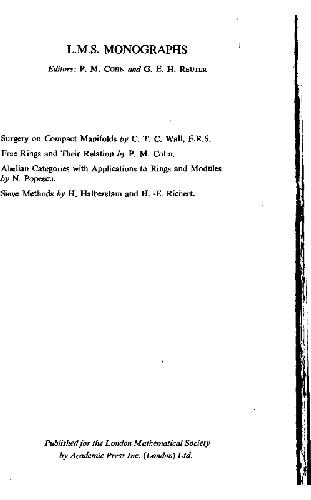 L.M.S. MONOGRAPHS
Editors: P. M. COHN and G. E. H. REUTER
Surgery on Compact Manifolds by C. T. C. Wall, F.R.S.
Free Rings and Their Relation by P. M. Cohn.
Abelian Categories with Applications to Rings and Modules
by N. Popescu.
Sieve Methods by H. Halberstam and H. -E. Richert.
Published for the London Mathematical Society
by Academic Press Inc. (London) Ltd.